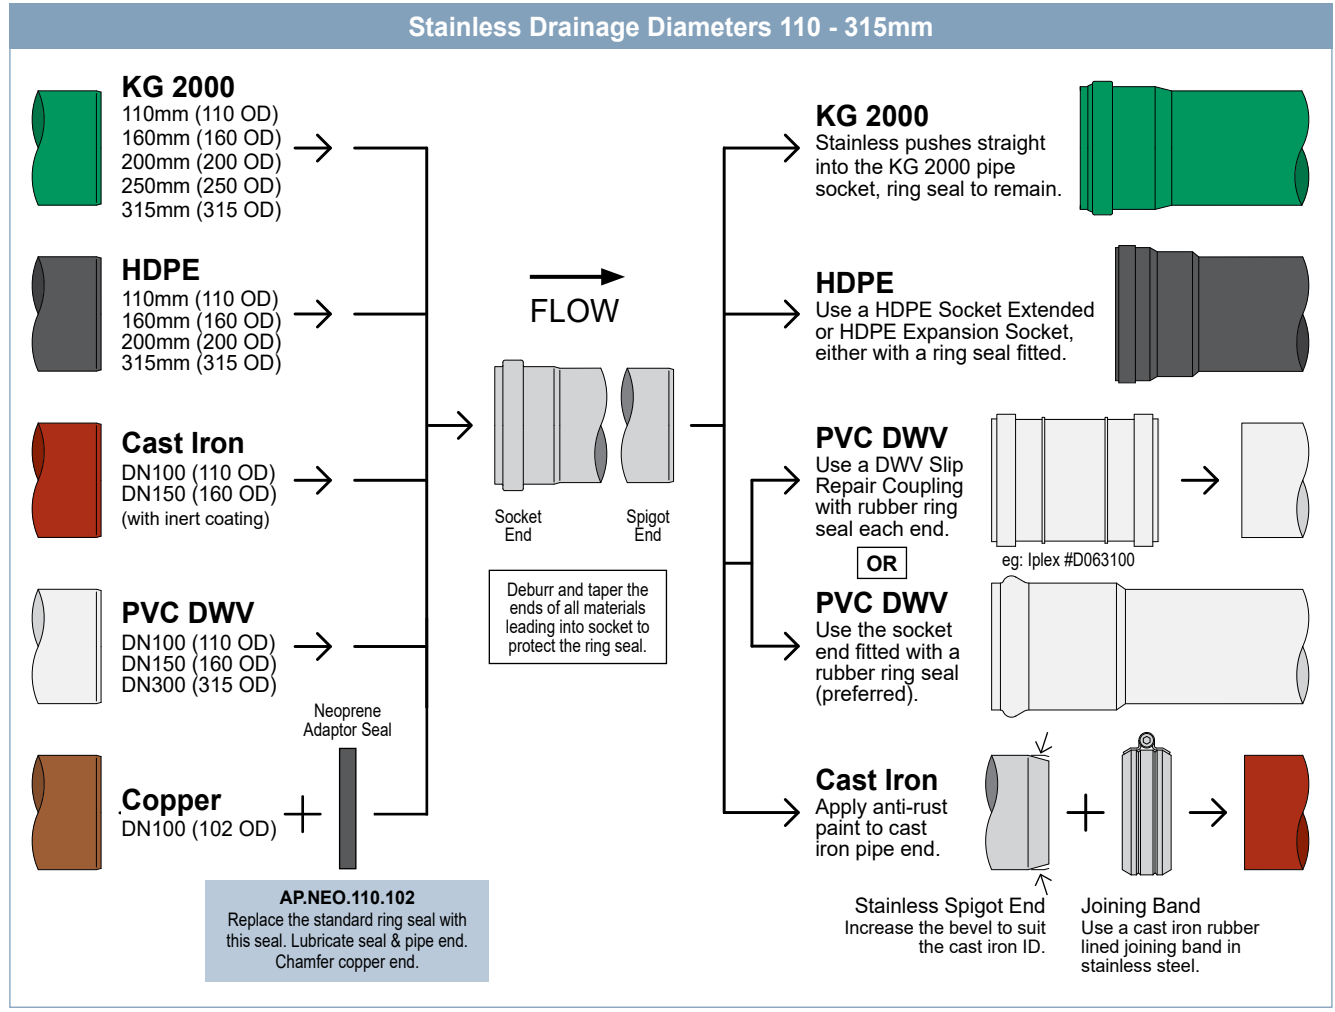 Stainless Drainage Diameters 110 - 315mm
KG 2000
110mm (110 OD)
160mm (160 OD)
200mm (200 OD)
250mm (250 OD)
315mm (315 OD)
HDPE
110mm (110 OD)
160mm (160 OD)
200mm (200 OD)
315mm (315 OD)
Cast Iron
DN100 (110 OD)
DN150 (160 OD)
(with inert coating)
PVC DWV
DN100 (110 OD)
DN150 (160 OD)
DN300 (315 OD)
Neoprene
Adaptor Seal
Copper
DN100 (102 OD)
AP.NEO.110.102
Replace the standard ring seal with
this seal. Lubricate seal & pipe end.
Chamfer copper end.
FLOW
Socket
End
Spigot
End
Deburr and taper the
ends of all materials
leading into socket to
protect the ring seal.
KG 2000
Stainless pushes straight
into the KG 2000 pipe
socket, ring seal to remain.
HDPE
Use a HDPE Socket Extended
or HDPE Expansion Socket,
either with a ring seal fitted.
PVC DWV
Use a DWV Slip
Repair Coupling
with rubber ring
seal each end.
eg: Iplex #D063100
OR
PVC DWV
Use the socket
end fitted with a
rubber ring seal
(preferred).
Cast Iron
Apply anti-rust
paint to cast
iron pipe end.
Stainless Spigot End
Increase the bevel to suit
the cast iron ID.
Joining Band
Use a cast iron rubber
lined joining band in
stainless steel.